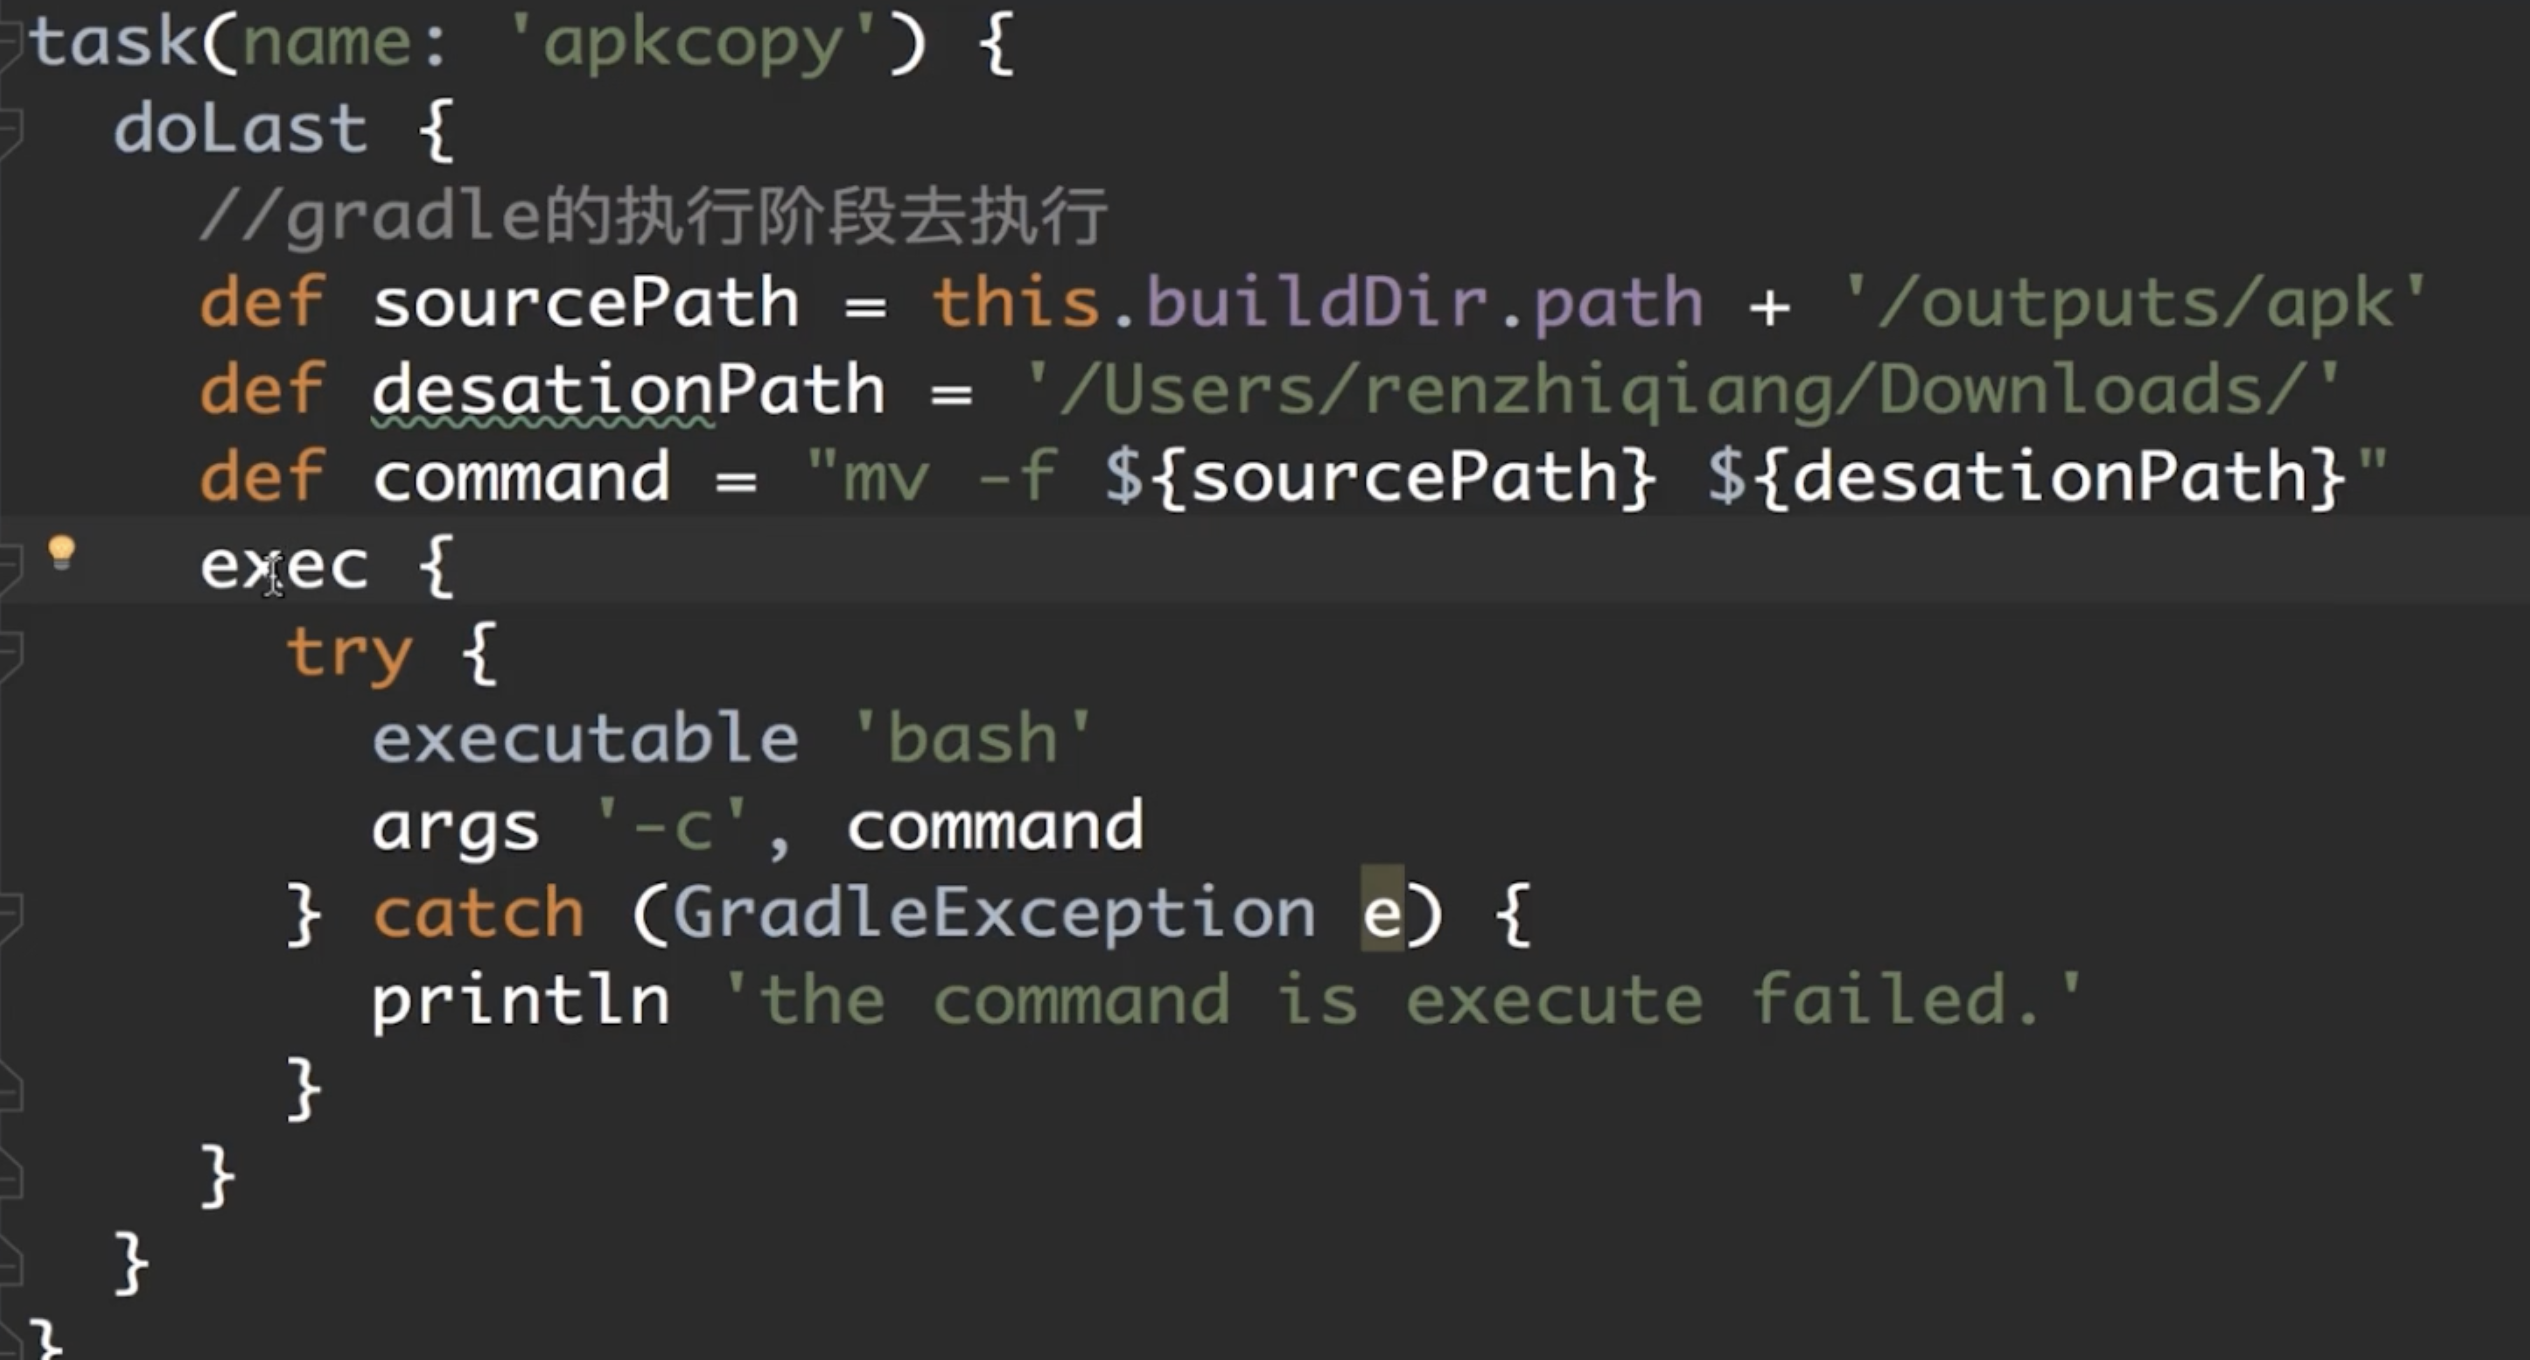 task(name: 'apkcopy') {
doLast {
//gradle的执行阶段去执行
def sourcePath = this.buildDir.path + '/outputs/apk'
def desationPath = '/Users/renzhiqiang/Downloads/'
def command = "mv -f ${sourcePath} ${desationPath}"
exec {
try {
executable 'bash'
args '-c', command
} catch (GradleException e) {
println 'the command is execute failed.'
}
}
}
}